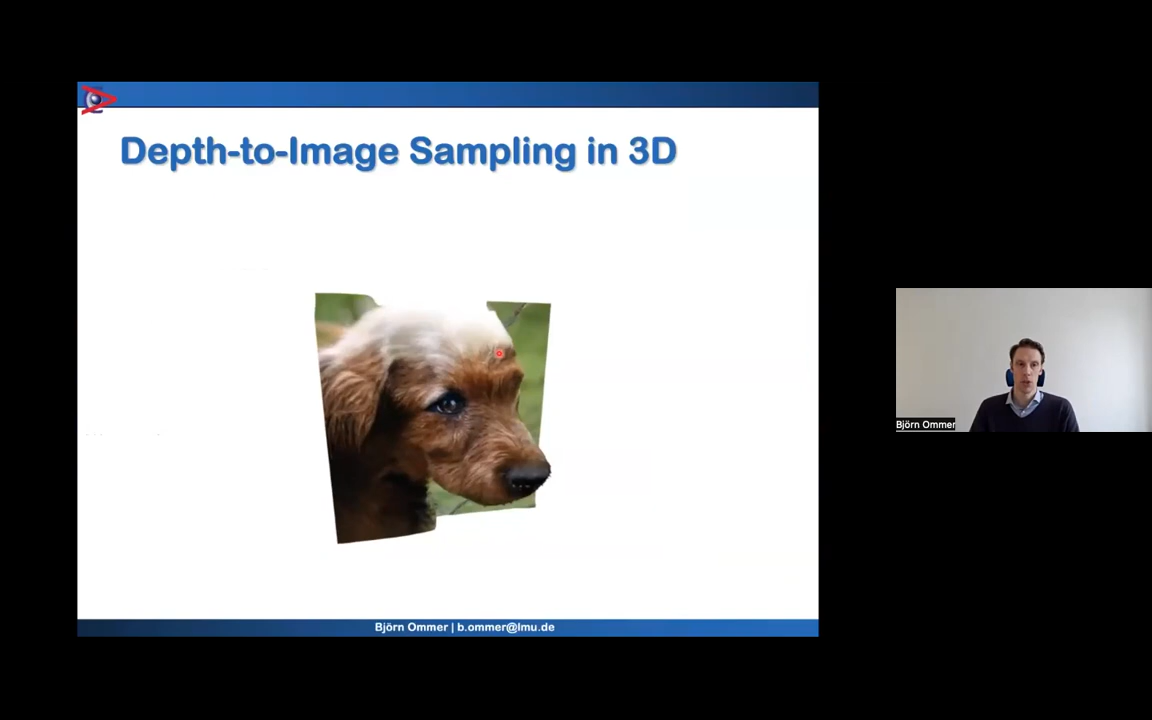 Depth-to-Image Sampling in 3D
Björn Ommer
Björn Ommer | b.ommer@lmu.de